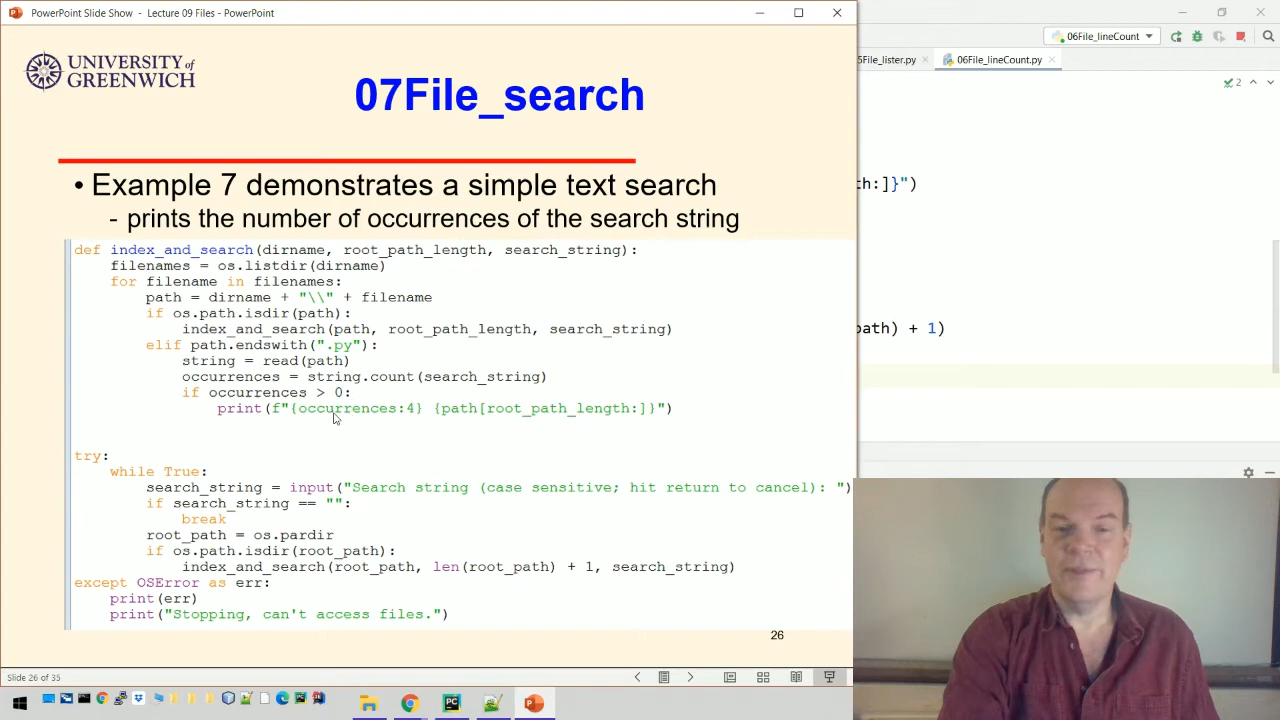 PowerPoint Slide Show - Lecture 09 Files - PowerPoint
06File_lineCount
UNIVERSITY
OF
GREENWICH
5File_lister.py
06File_lineCount.py
07File_search
2
• Example 7 demonstrates a simple text search
- prints the number of occurrences of the search string
def index_and_search(dirname, root_path_length, search_string):
filenames = os.listdir(dirname)
for filename in filenames:
path = dirname + "\\" + filename
if os.path.isdir(path):
index_and_search(path, root_path_length, search_string)
elif path.endswith(".py"):
string = read(path)
occurrences = string.count(search_string)
if occurrences > 0:
print(f"{occurrences:4} {path[root_path_length:]}")
try:
while True:
search_string = input("Search string (case sensitive; hit return to cancel): ")
if search_string == "":
break
root_path = os.pardir
if os.path.isdir(root_path):
index_and_search(root_path, len(root_path) + 1, search_string)
except OSError as err:
print(err)
print("Stopping, can't access files.")
th:]}")
path) + 1)
26
Slide 26 of 35